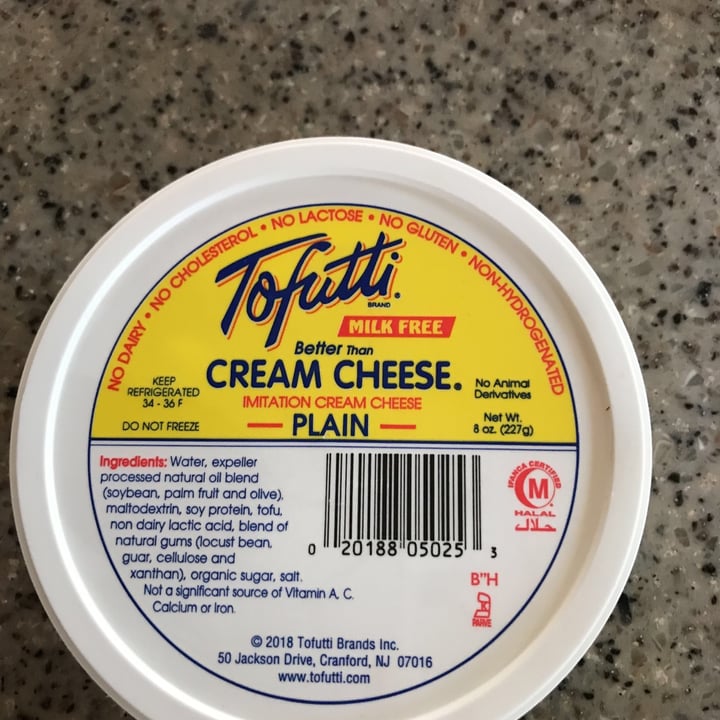 NO DAIRY • NO CHOLESTEROL • NO LACTOSE • NO GLUTEN • NON-HYDROGENATED
Tofutti.
BRAND
MILK FREE
Better Than
CREAM CHEESE.
IMITATION CREAM CHEESE
PLAIN
KEEP
REFRIGERATED
34 - 36 F
DO NOT FREEZE
No Animal
Derivatives
Net Wt.
8 oz. (227g)
Ingredients: Water, expeller
processed natural oil blend
(soybean, palm fruit and olive),
maltodextrin, soy protein, tofu,
non dairy lactic acid, blend of
natural gums (locust bean,
guar, cellulose and
xanthan), organic sugar, salt.
Not a significant source of Vitamin A, C,
Calcium or Iron.
0 20188 05025 3
IFANCA CERTIFIED
M
HALAL
حلال
B"H
PARVE
© 2018 Tofutti Brands Inc.
50 Jackson Drive, Cranford, NJ 07016
www.tofutti.com